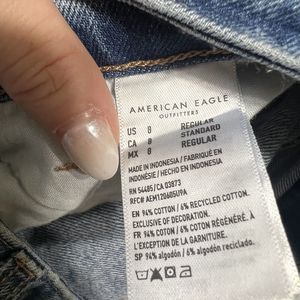 AMERICAN EAGLE
OUTFITTERS
US 8 REGULAR
CA 8 STANDARD
MX 8 REGULAR
MADE IN INDONESIA / FABRIQUÉ EN
INDONÉSIE / HECHO EN INDONESIA
RN 54485/CA 03873
EN 94% COTTON/ 6% RECYCLED COTTON.
EXCLUSIVE OF DECORATION.
FR 94% COTON / 6% COTON RÉGÉNÉRÉ. À
L'EXCEPTION DE LA GARNITURE.
SP 94% algodón / 6% algodón reciclado.